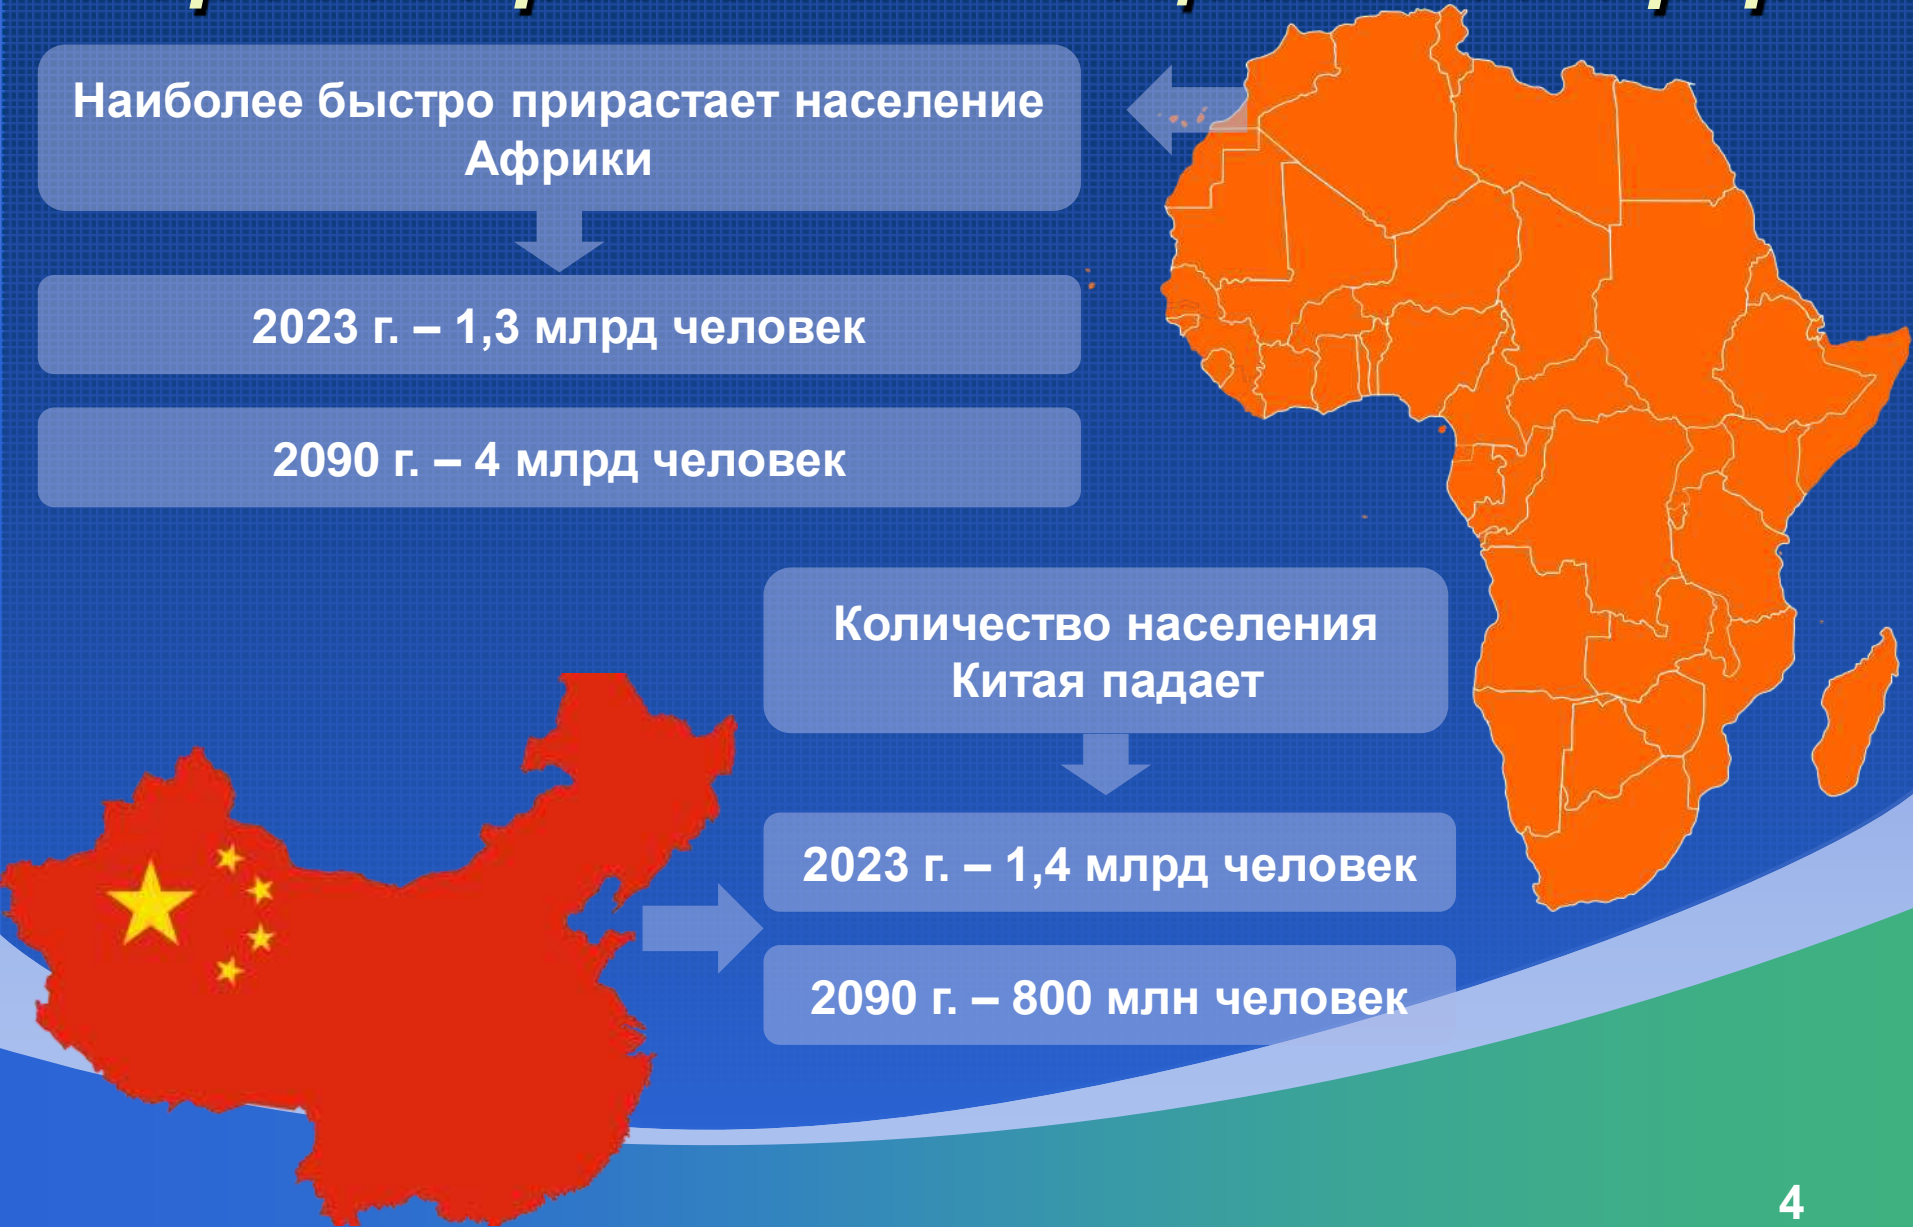 Наиболее быстро прирастает население
Африки
2023 г. – 1,3 млрд человек
2090 г. – 4 млрд человек
Количество населения
Китая падает
2023 г. – 1,4 млрд человек
2090 г. – 800 млн человек
4